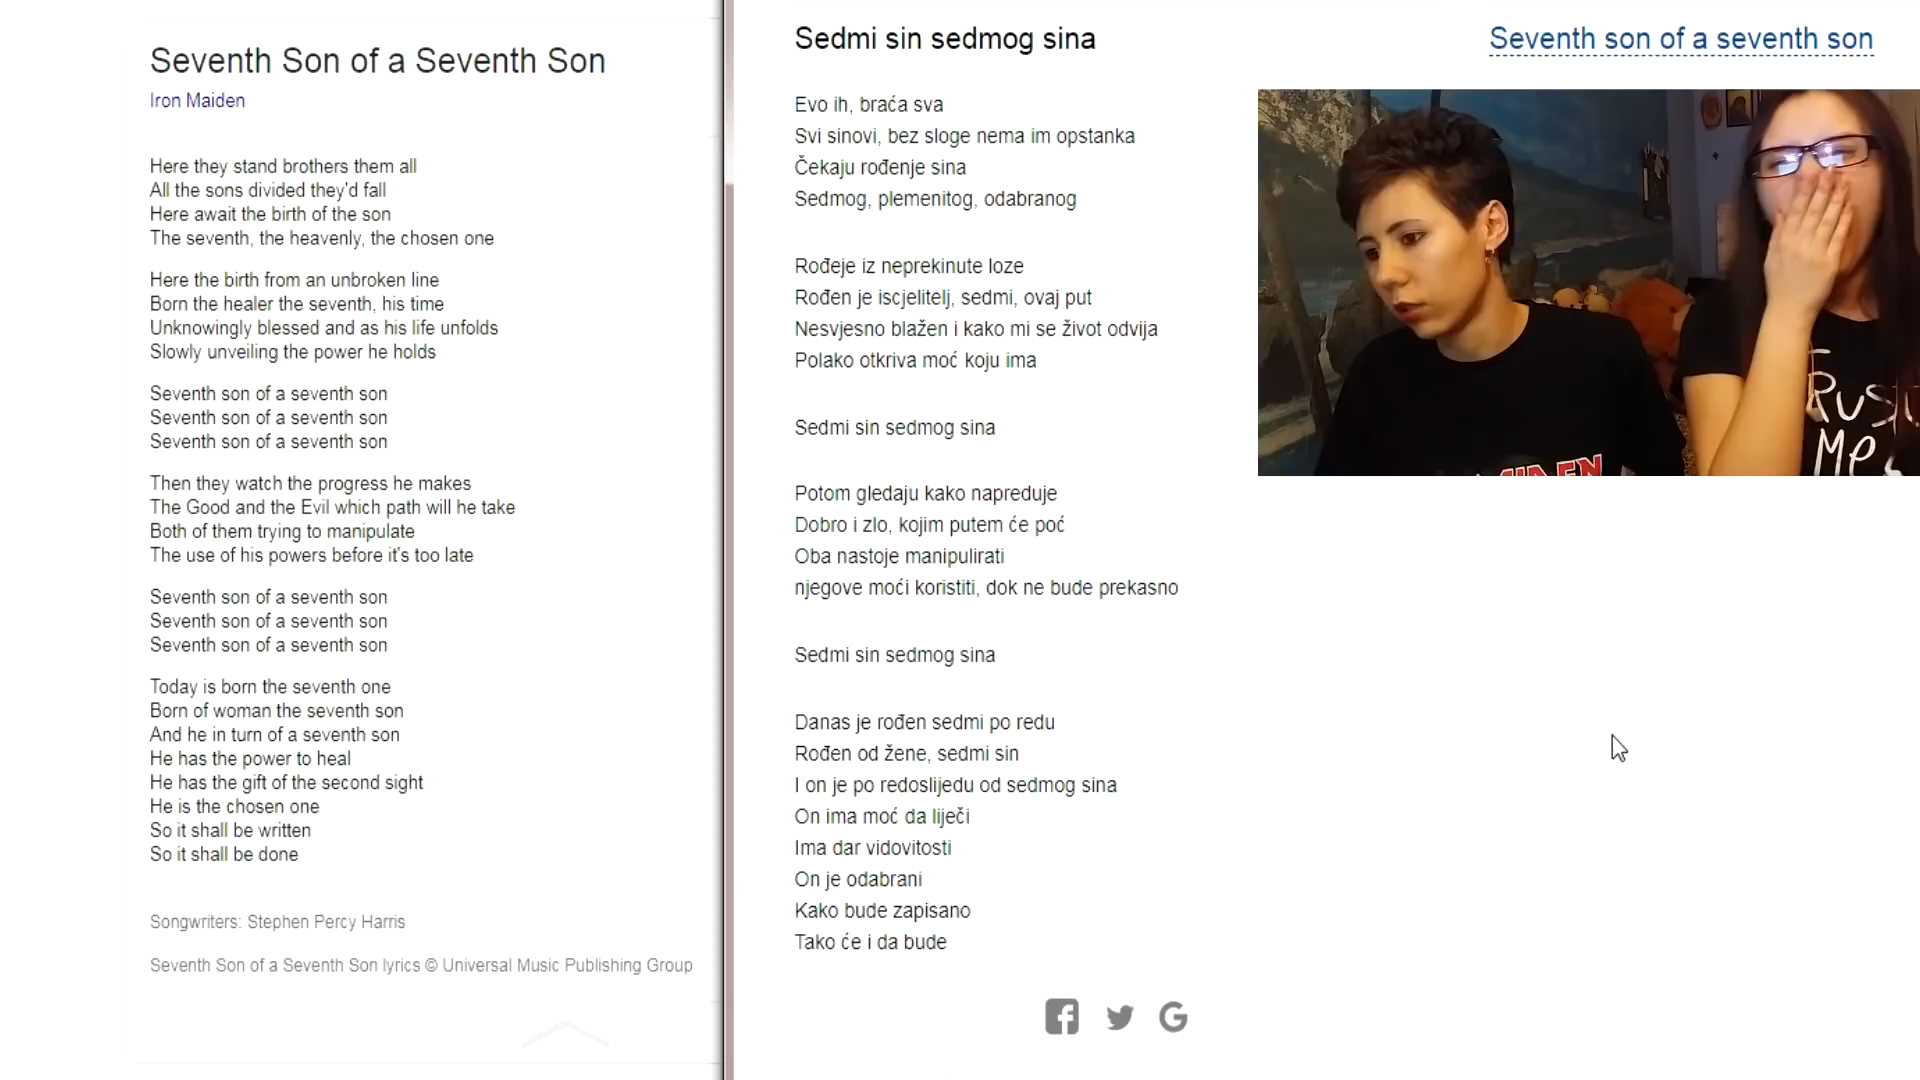 Seventh Son of a Seventh Son
Iron Maiden
Here they stand brothers them all
All the sons divided they'd fall
Here await the birth of the son
The seventh, the heavenly, the chosen one
Here the birth from an unbroken line
Born the healer the seventh, his time
Unknowingly blessed and as his life unfolds
Slowly unveiling the power he holds
Seventh son of a seventh son
Seventh son of a seventh son
Seventh son of a seventh son
Then they watch the progress he makes
The Good and the Evil which path will he take
Both of them trying to manipulate
The use of his powers before it's too late
Seventh son of a seventh son
Seventh son of a seventh son
Seventh son of a seventh son
Today is born the seventh one
Born of woman the seventh son
And he in turn of a seventh son
He has the power to heal
He has the gift of the second sight
He is the chosen one
So it shall be written
So it shall be done
Songwriters: Stephen Percy Harris
Seventh Son of a Seventh Son lyrics © Universal Music Publishing Group
Sedmi sin sedmog sina
Evo ih, braća sva
Svi sinovi, bez sloge nema im opstanka
Čekaju rođenje sina
Sedmog, plemenitog, odabranog
Rođeje iz neprekinute loze
Rođen je iscjelitelj, sedmi, ovaj put
Nesvjesno blažen i kako mi se život odvija
Polako otkriva moć koju ima
Sedmi sin sedmog sina
Potom gledaju kako napreduje
Dobro i zlo, kojim putem će poć
Oba nastoje manipulirati
njegove moći koristiti, dok ne bude prekasno
Sedmi sin sedmog sina
Danas je rođen sedmi po redu
Rođen od žene, sedmi sin
I on je po redoslijedu od sedmog sina
On ima moć da liječi
Ima dar vidovitosti
On je odabrani
Kako bude zapisano
Tako će i da bude
Seventh son of a seventh son
Me